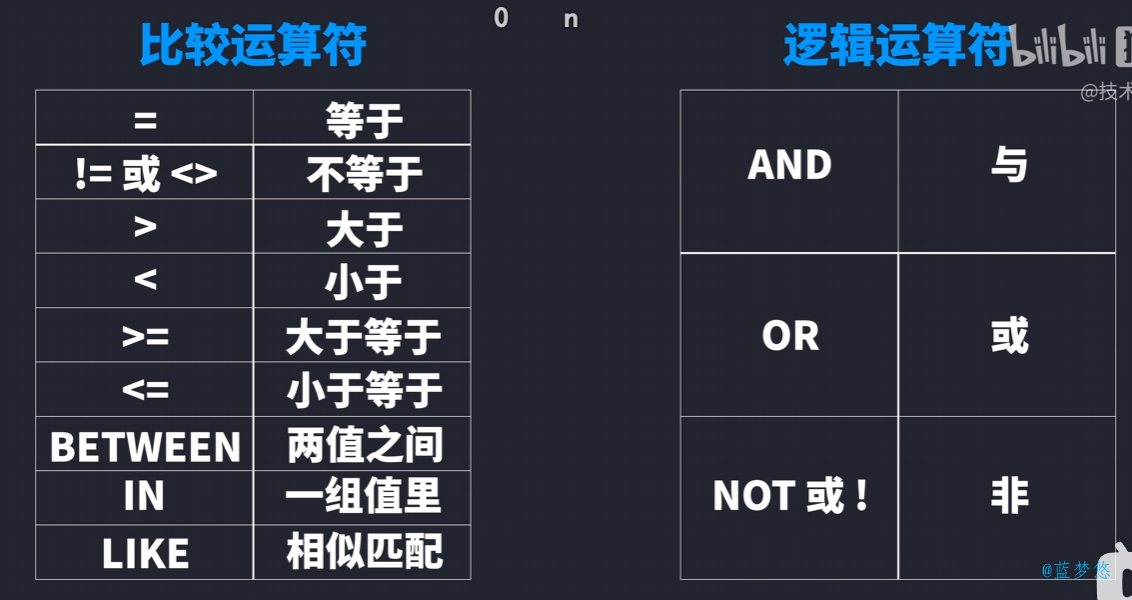 0 n
比较运算符
= 等于
!= 或 <> 不等于
> 大于
< 小于
>= 大于等于
<= 小于等于
BETWEEN 两值之间
IN 一组值里
LIKE 相似匹配
逻辑运算符
bilibili
@技术
AND 与
OR 或
NOT 或 ! 非
@蓝梦悠